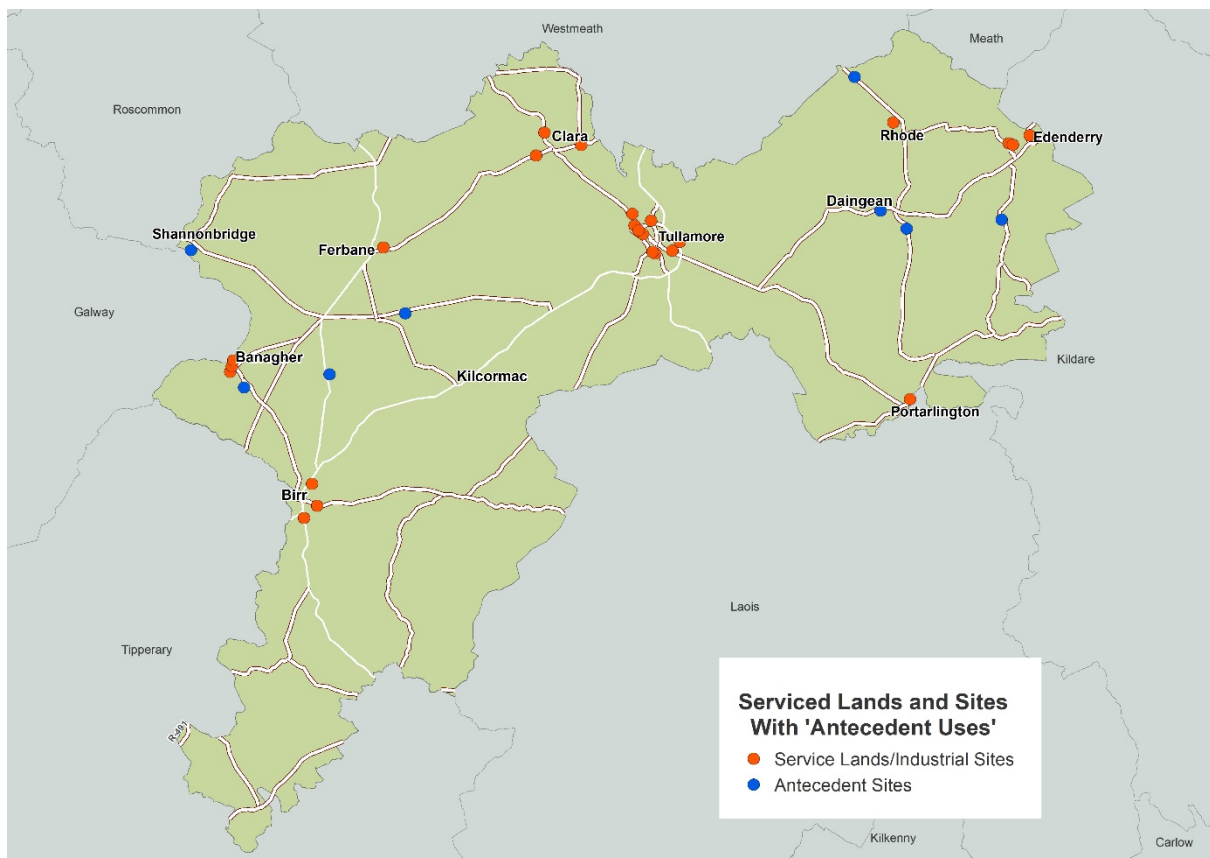 Westmeath
Meath
Roscommon
Clara
Rhode
Edenderry
Daingean
Shannonbridge
Ferbane
Tullamore
Galway
Banagher
Kilcormac
Kildare
Portarlington
Birr
Laois
Tipperary
R-491
Serviced Lands and Sites
With 'Antecedent Uses'
Service Lands/Industrial Sites
Antecedent Sites
Kilkenny
Carlow